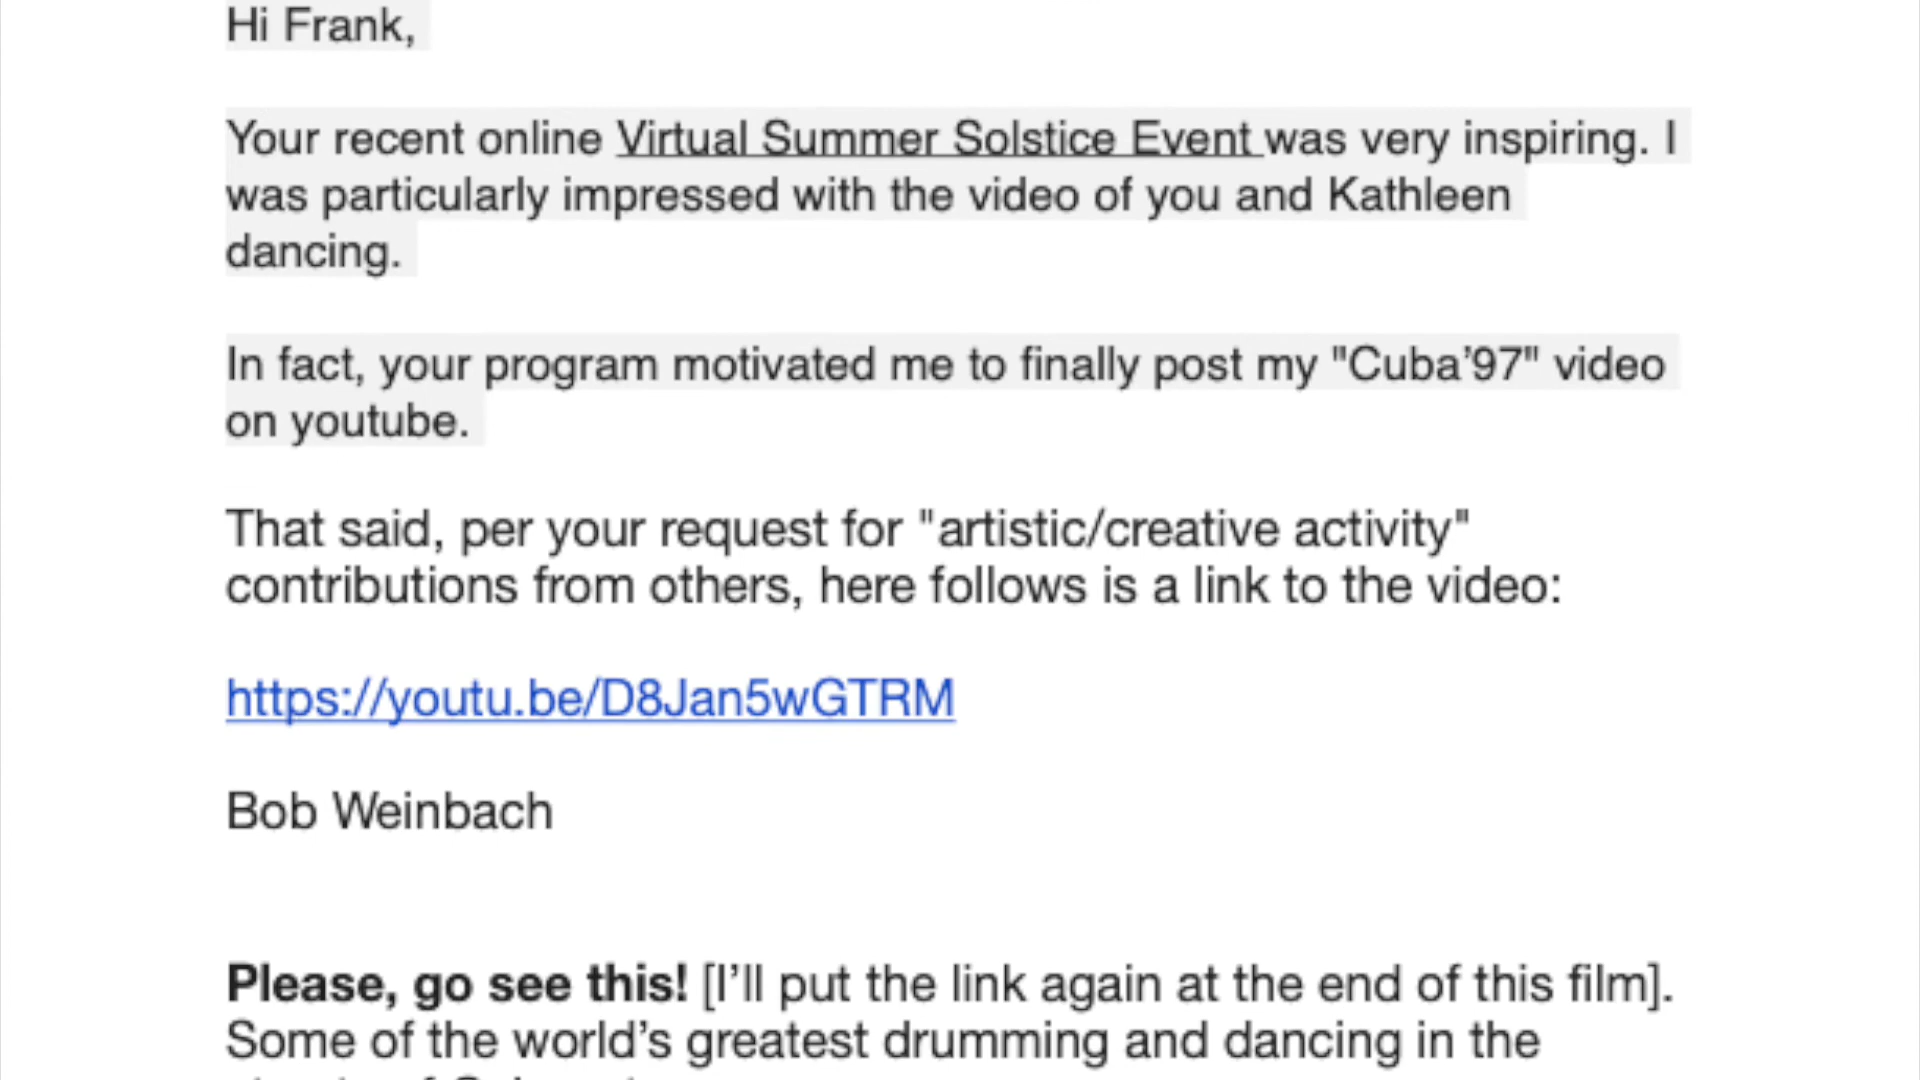 Hi Frank,
Your recent online Virtual Summer Solstice Event was very inspiring. I
was particularly impressed with the video of you and Kathleen
dancing.
In fact, your program motivated me to finally post my "Cuba’97" video
on youtube.
That said, per your request for "artistic/creative activity"
contributions from others, here follows is a link to the video:
https://youtu.be/D8Jan5wGTRM
Bob Weinbach
Please, go see this! [I’ll put the link again at the end of this film].
Some of the world’s greatest drumming and dancing in the